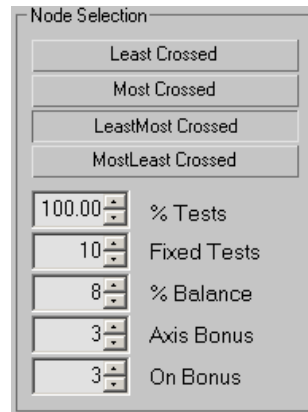 Node Selection
Least Crossed
Most Crossed
LeastMost Crossed
MostLeast Crossed
100.00 % Tests
10 Fixed Tests
8 % Balance
3 Axis Bonus
3 On Bonus